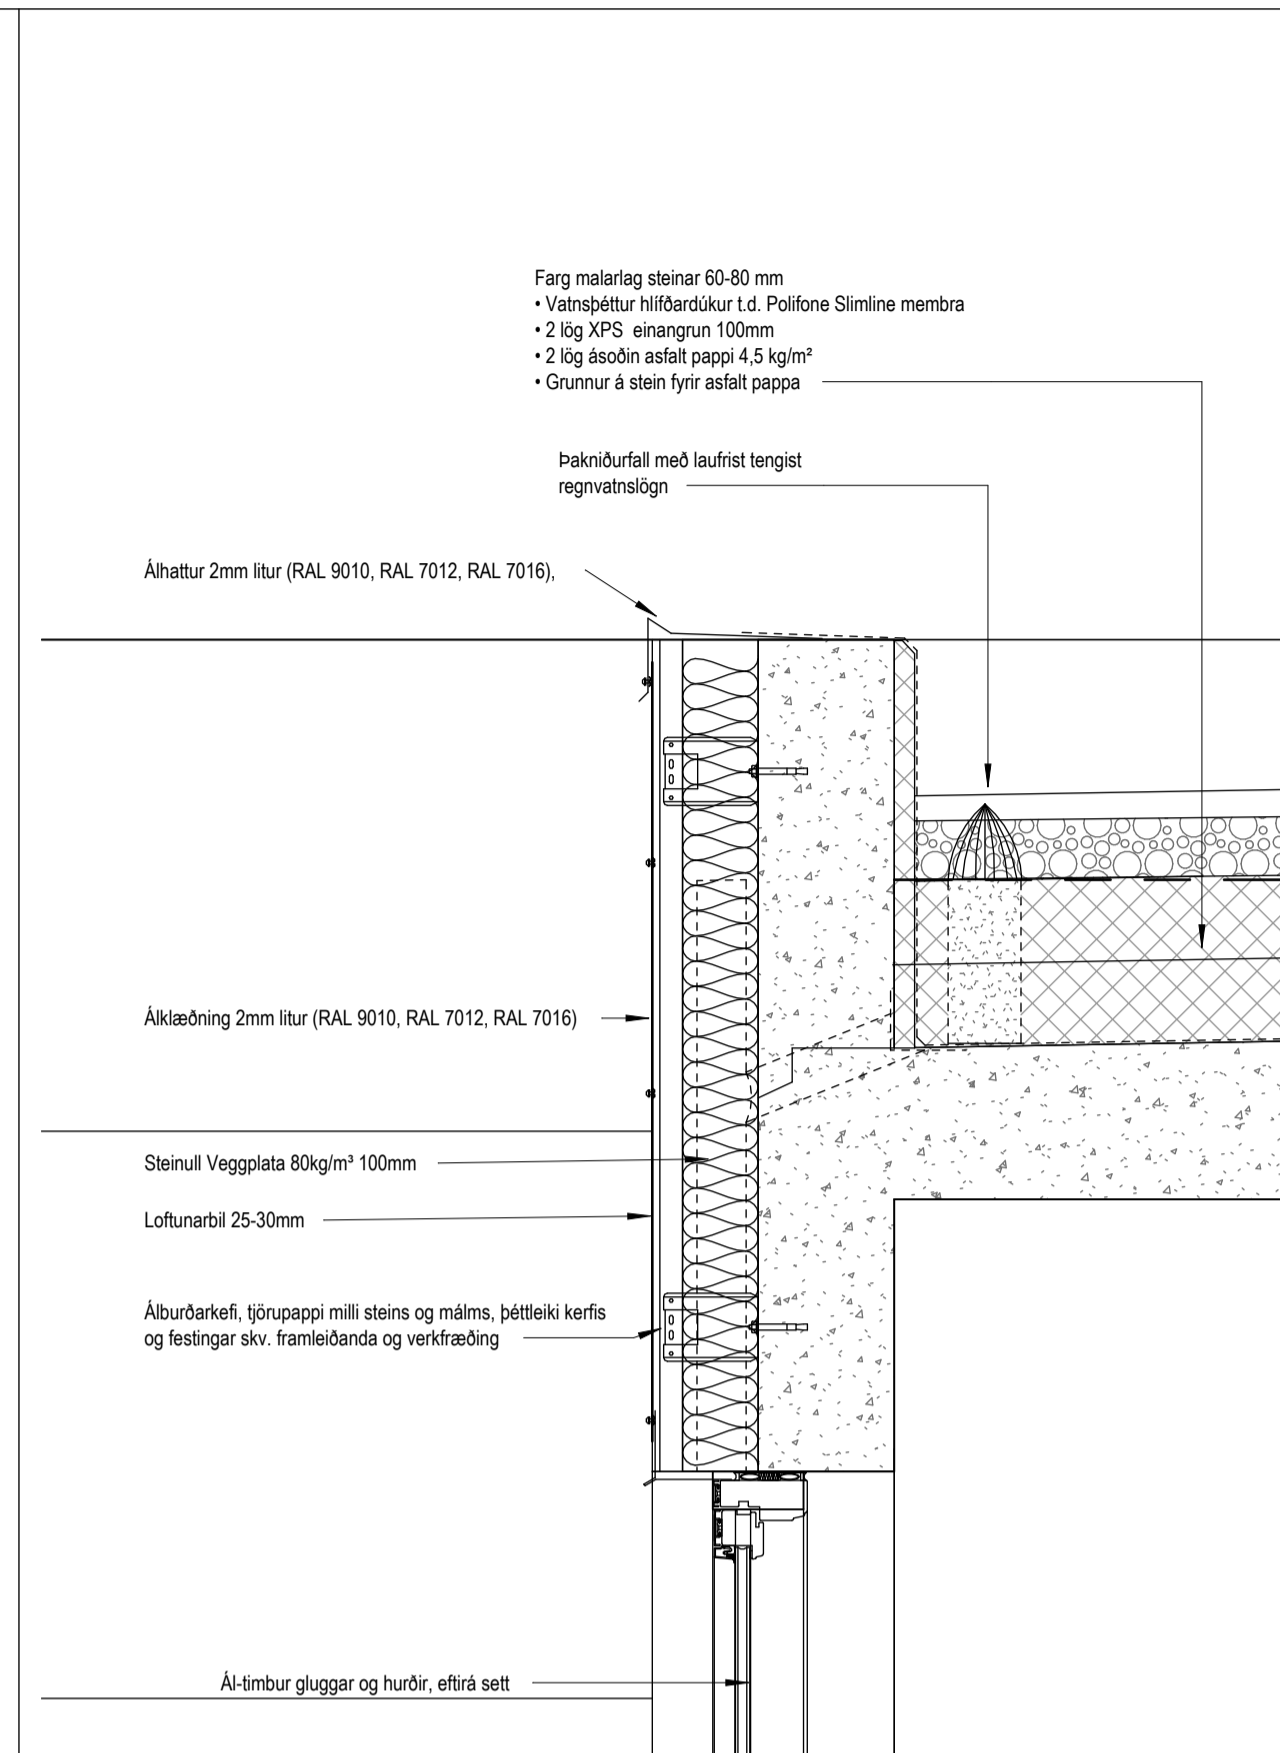 Farg malarlag steinar 60-80 mm
• Vatnsþéttur hlífðardúkur t.d. Polifone Slimline membra
• 2 lög XPS einangrun 100mm
• 2 lög ásoðin asfalt pappi 4,5 kg/m²
• Grunnur á stein fyrir asfalt pappa
Þakniðurfall með laufrist tengist
regnvatnslögn
Álhattur 2mm litur (RAL 9010, RAL 7012, RAL 7016),
Álklæðning 2mm litur (RAL 9010, RAL 7012, RAL 7016)
Steinull Veggplata 80kg/m³ 100mm
Loftunarbil 25-30mm
Álburðarkefi, tjörupappi milli steins og málms, þéttleiki kerfis
og festingar skv. framleiðanda og verkfræðing
Ál-timbur gluggar og hurðir, eftirá sett